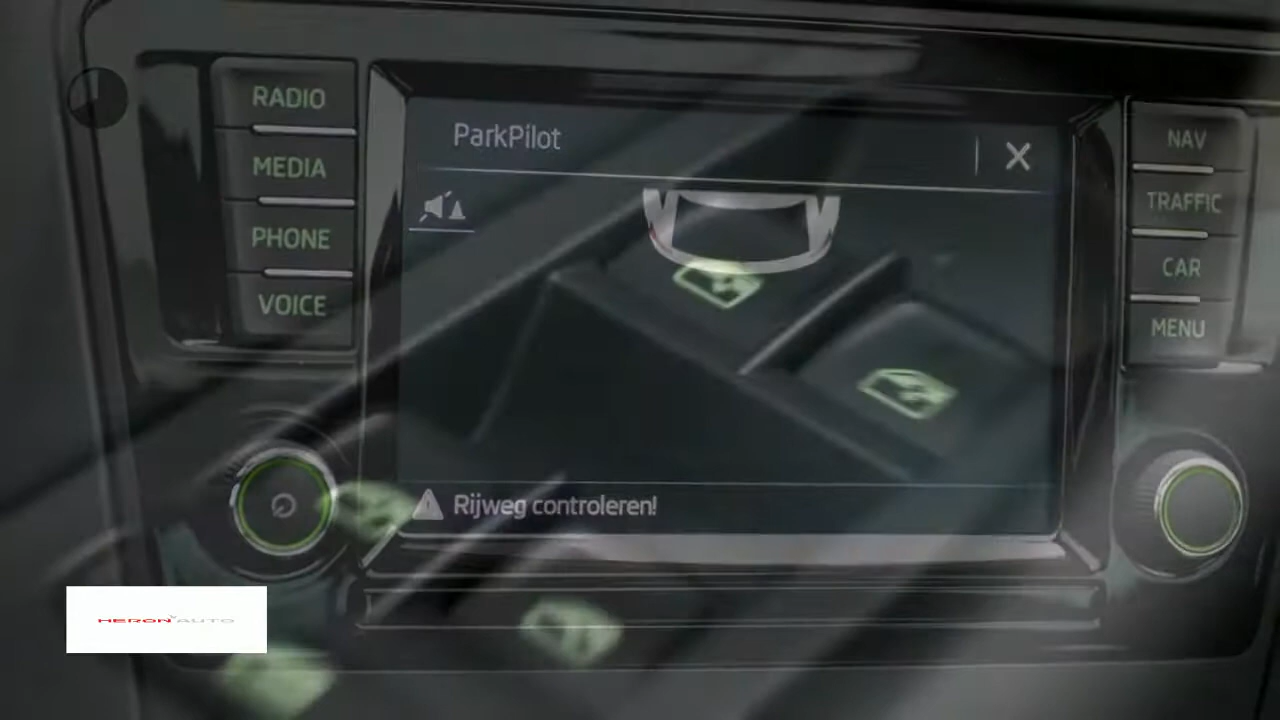 RADIO
MEDIA
PHONE
VOICE
ParkPilot
NAV
TRAFFIC
CAR
MENU
Rijweg controleren!
HERON AUTO